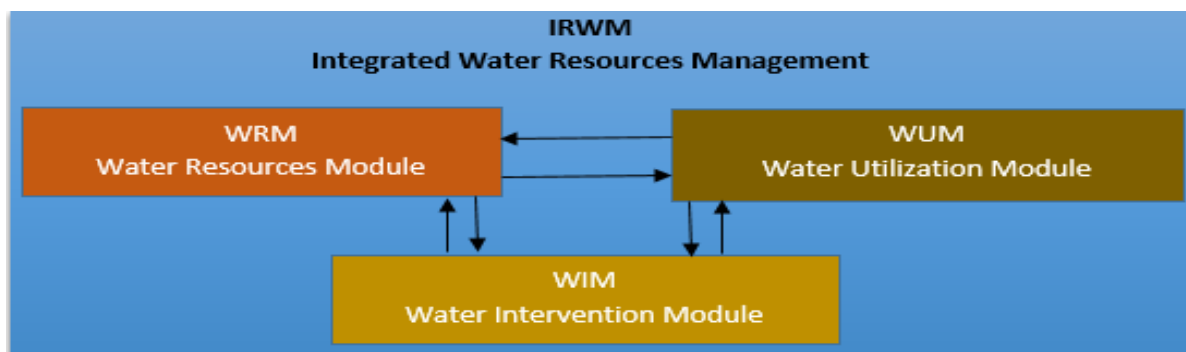 IRWM
Integrated Water Resources Management
WRM
Water Resources Module
WUM
Water Utilization Module
WIM
Water Intervention Module